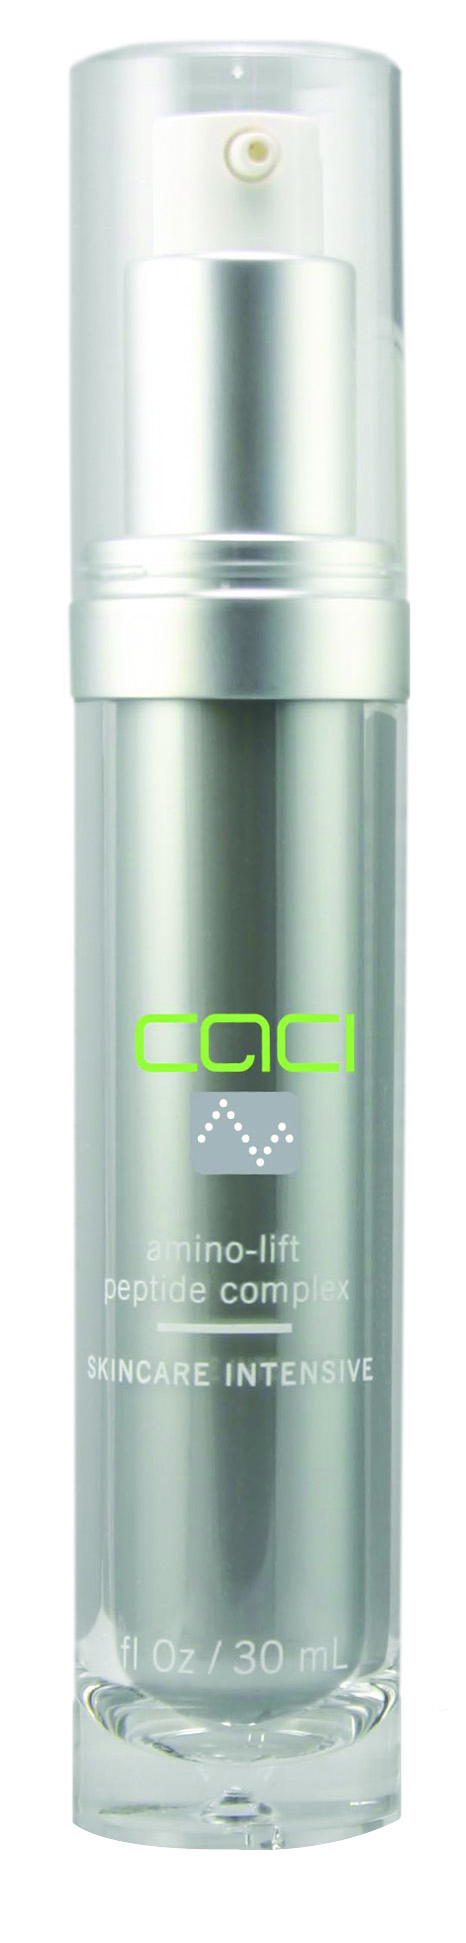 caci
amino-lift
peptide complex
SKINCARE INTENSIVE
fl Oz / 30 mL